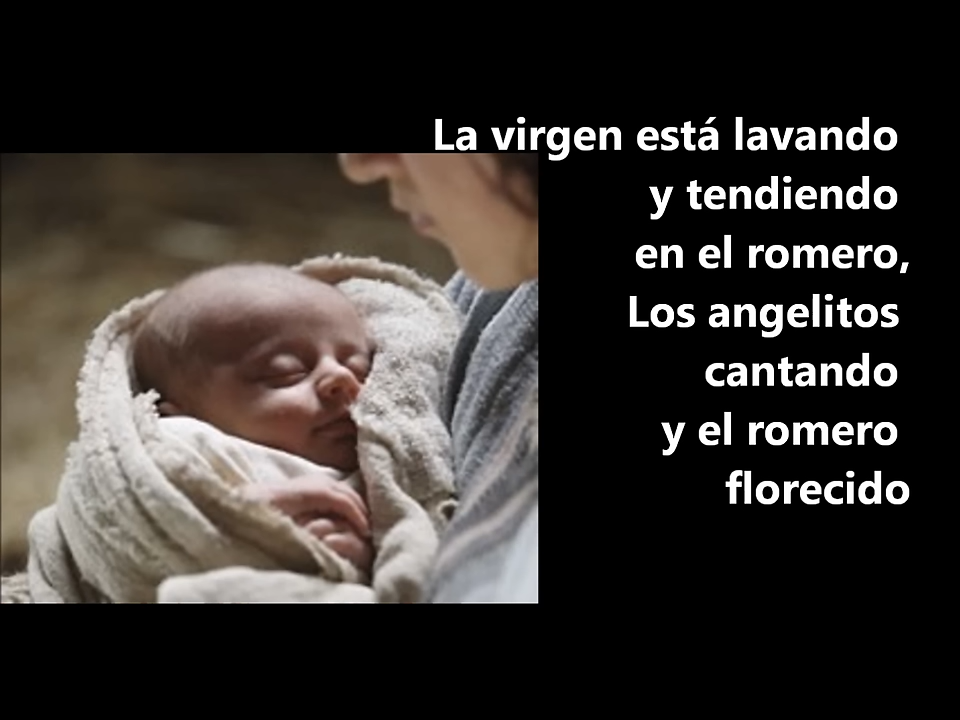 La virgen está lavando
y tendiendo
en el romero,
Los angelitos
cantando
y el romero
florecido